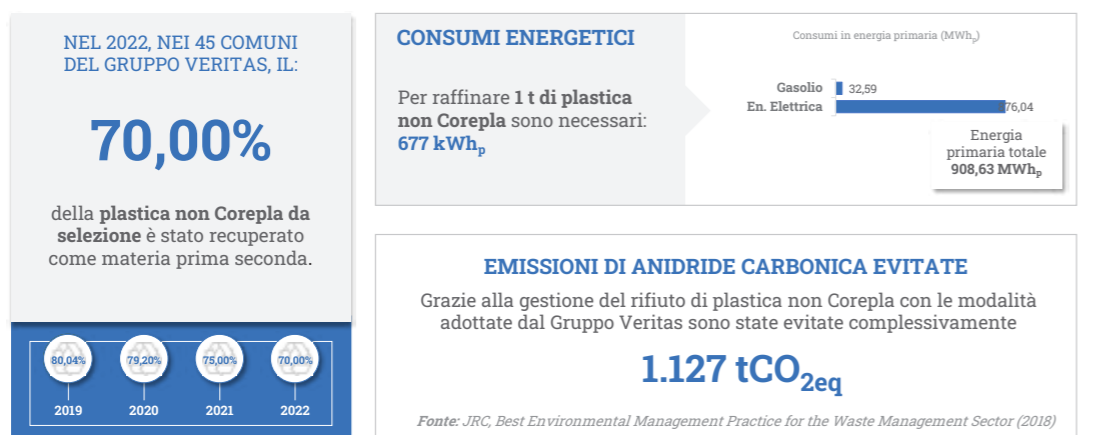 NEL 2022, NEI 45 COMUNI
DEL GRUPPO VERITAS, IL:
70,00%
della plastica non Corepla da
selezione è stato recuperato
come materia prima seconda.
80,04%
79,20%
75,00%
70,00%
2019
2020
2021
2022
CONSUMI ENERGETICI
Per raffinare 1 t di plastica
non Corepla sono necessari:
677 kWhp
Consumi in energia primaria (MWhp)
Gasolio
32,59
En. Elettrica
Energia
primaria totale
908,63 MWhp
EMISSIONI DI ANIDRIDE CARBONICA EVITATE
Grazie alla gestione del rifiuto di plastica non Corepla con le modalità
adottate dal Gruppo Veritas sono state evitate complessivamente
1.127 tCO2eq
Fonte: JRC, Best Environmental Management Practice for the Waste Management Sector (2018)